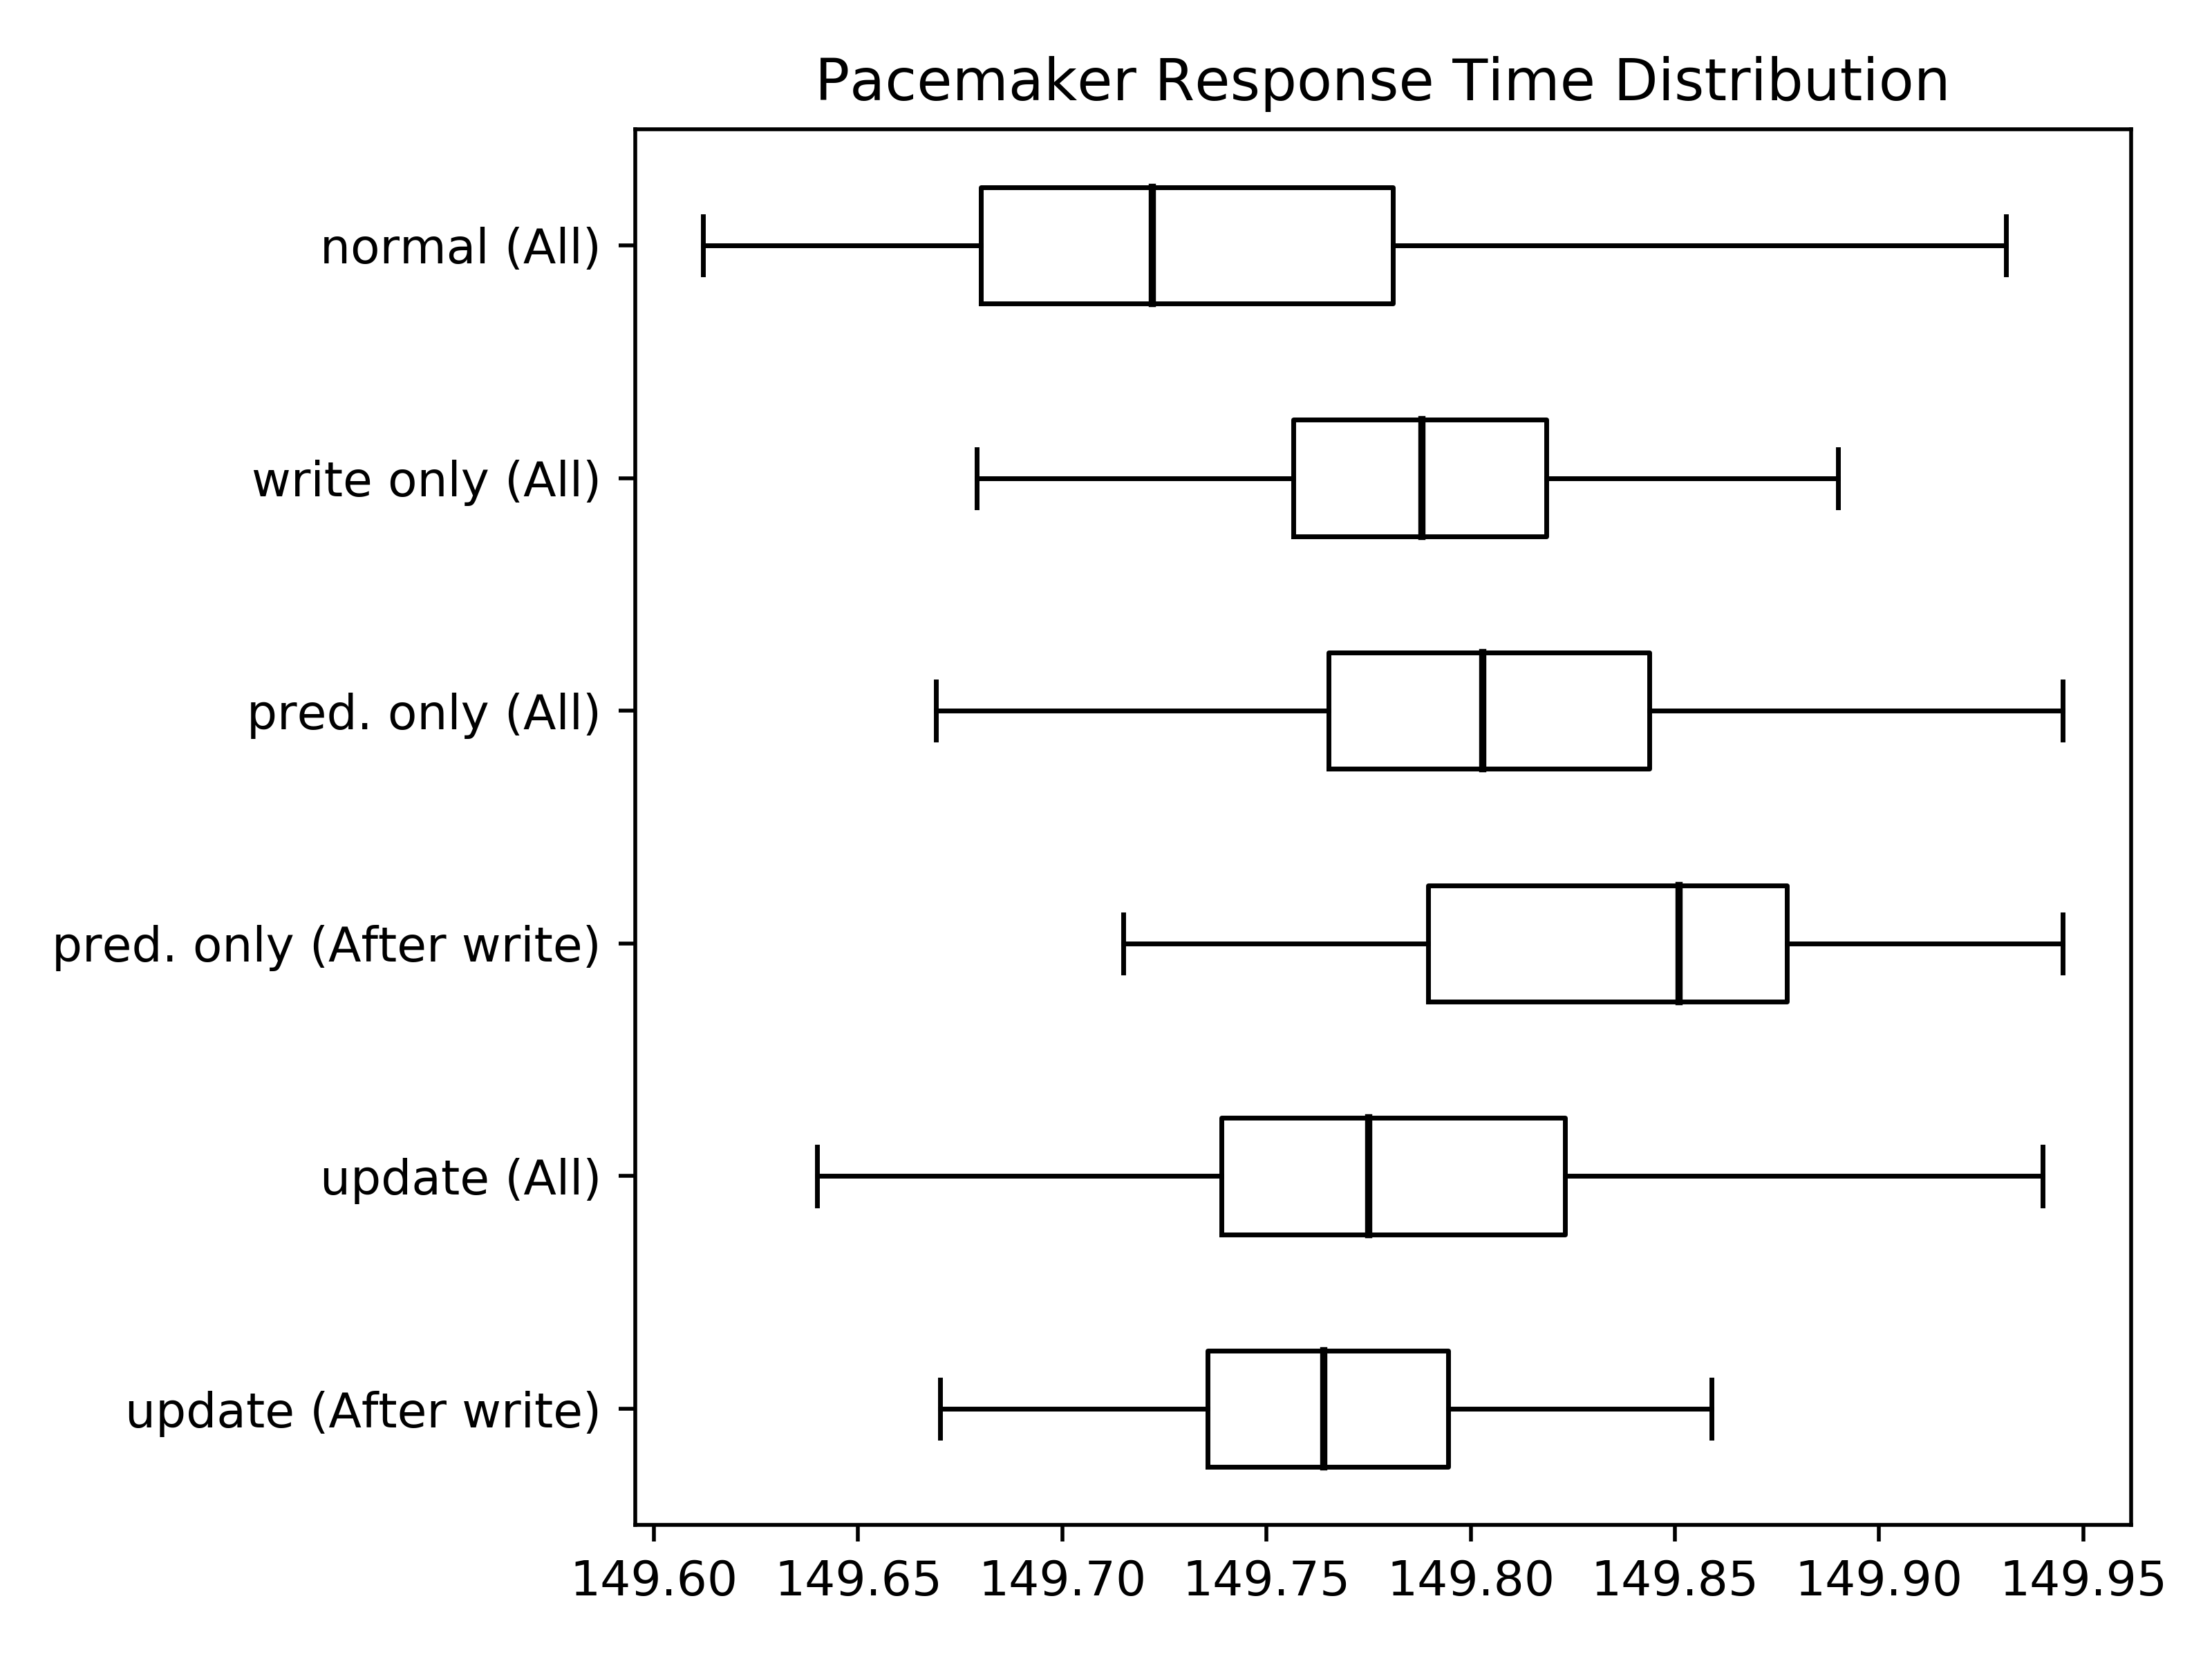 Pacemaker Response Time Distribution
normal (All)
write only (All)
pred. only (All)
pred. only (After write)
update (All)
update (After write)
149.60 149.65 149.70 149.75 149.80 149.85 149.90 149.95